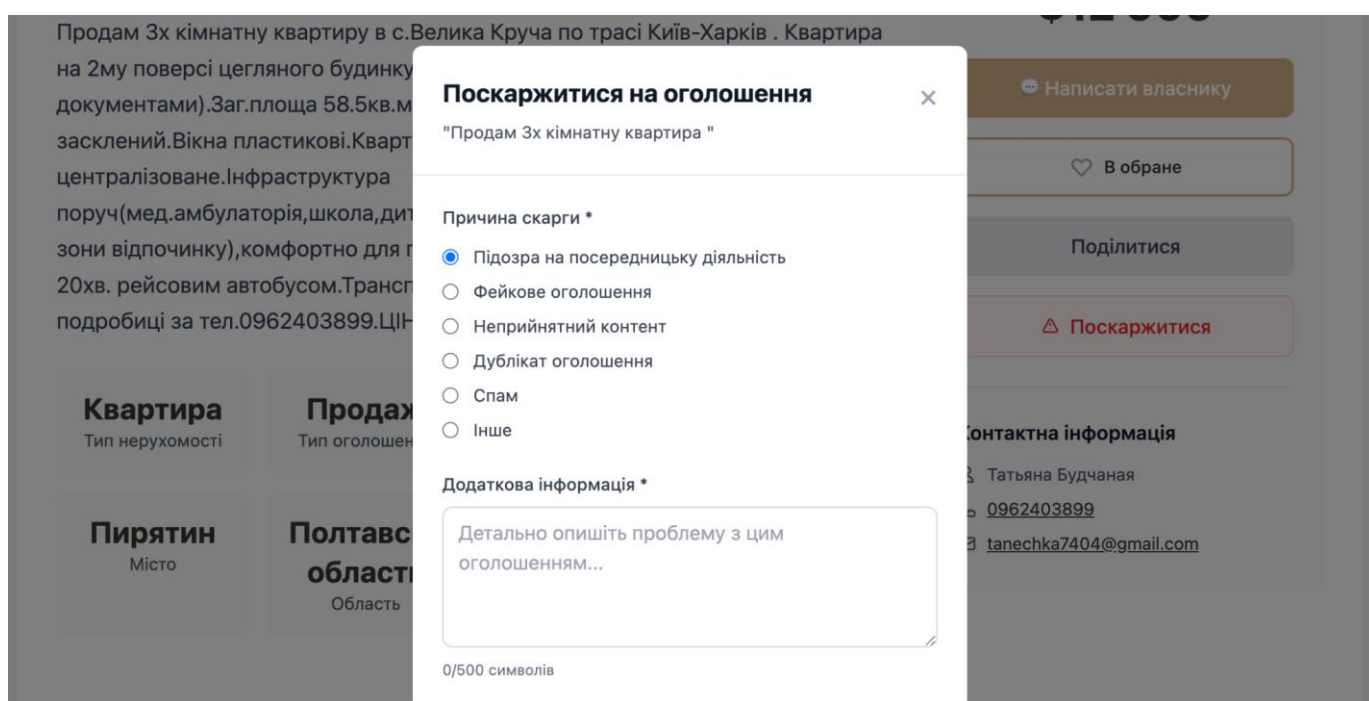 Продам 3х кімнатну квартиру в с.Велика Круча по трасі Київ-Харків . Квартира
на 2му поверсі цегляного будинку
документами).Заг.площа 58.5кв.м
засклений.Вікна пластикові.Кварт
централізоване.Інфраструктура
поруч(мед.амбулаторія,школа,дит
зони відпочинку),комфортно для
20хв. рейсовим автобусом.Трансп
подробиці за тел.0962403899.ЦІН
Квартира
Тип нерухомості
Продаж
Тип оголошен
Пирятин
Місто
Полтавс
област
Область
Поскаржитися на оголошення
×
"Продам 3х кімнатну квартира "
Причина скарги *
Підозра на посередницьку діяльність
Фейкове оголошення
Неприйнятний контент
Дублікат оголошення
Спам
Інше
Додаткова інформація *
Детально опишіть проблему з цим
оголошенням...
0/500 символів
Написати власнику
В обране
Поділитися
Поскаржитися
Контактна інформація
Татьяна Будчаная
0962403899
tanechka7404@gmail.com